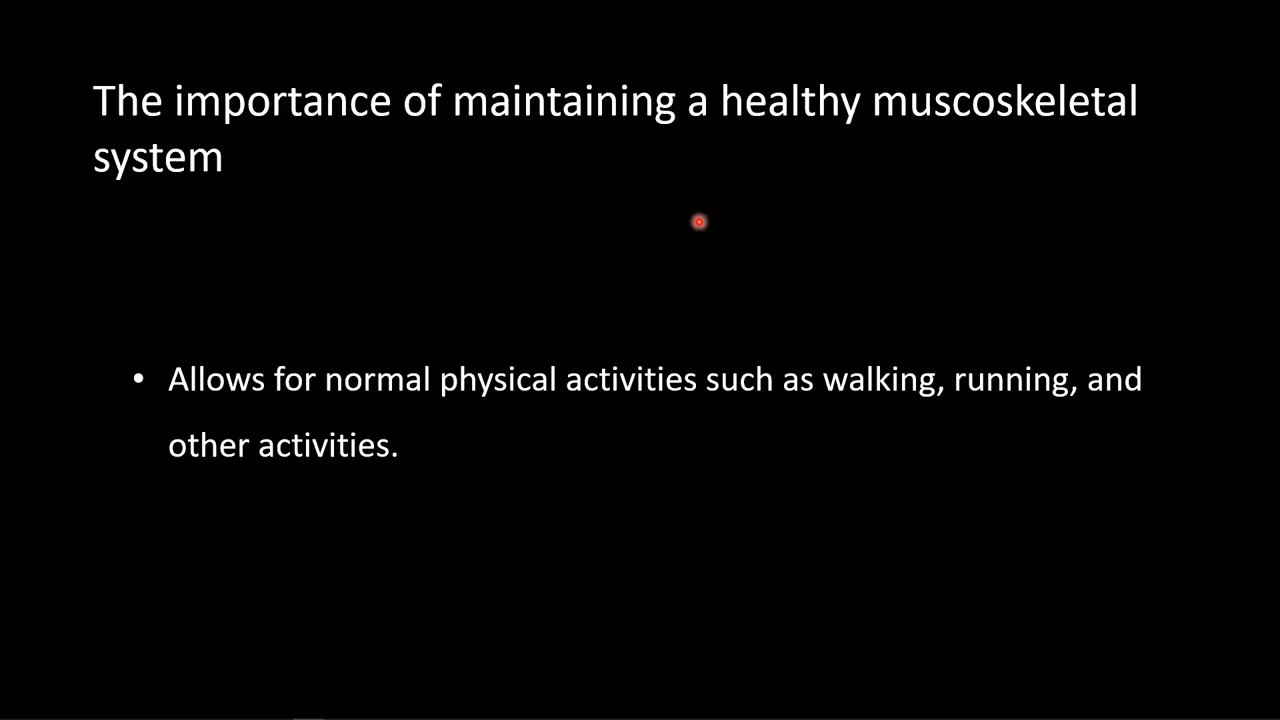 The importance of maintaining a healthy muscoskeletal
system
• Allows for normal physical activities such as walking, running, and
other activities.